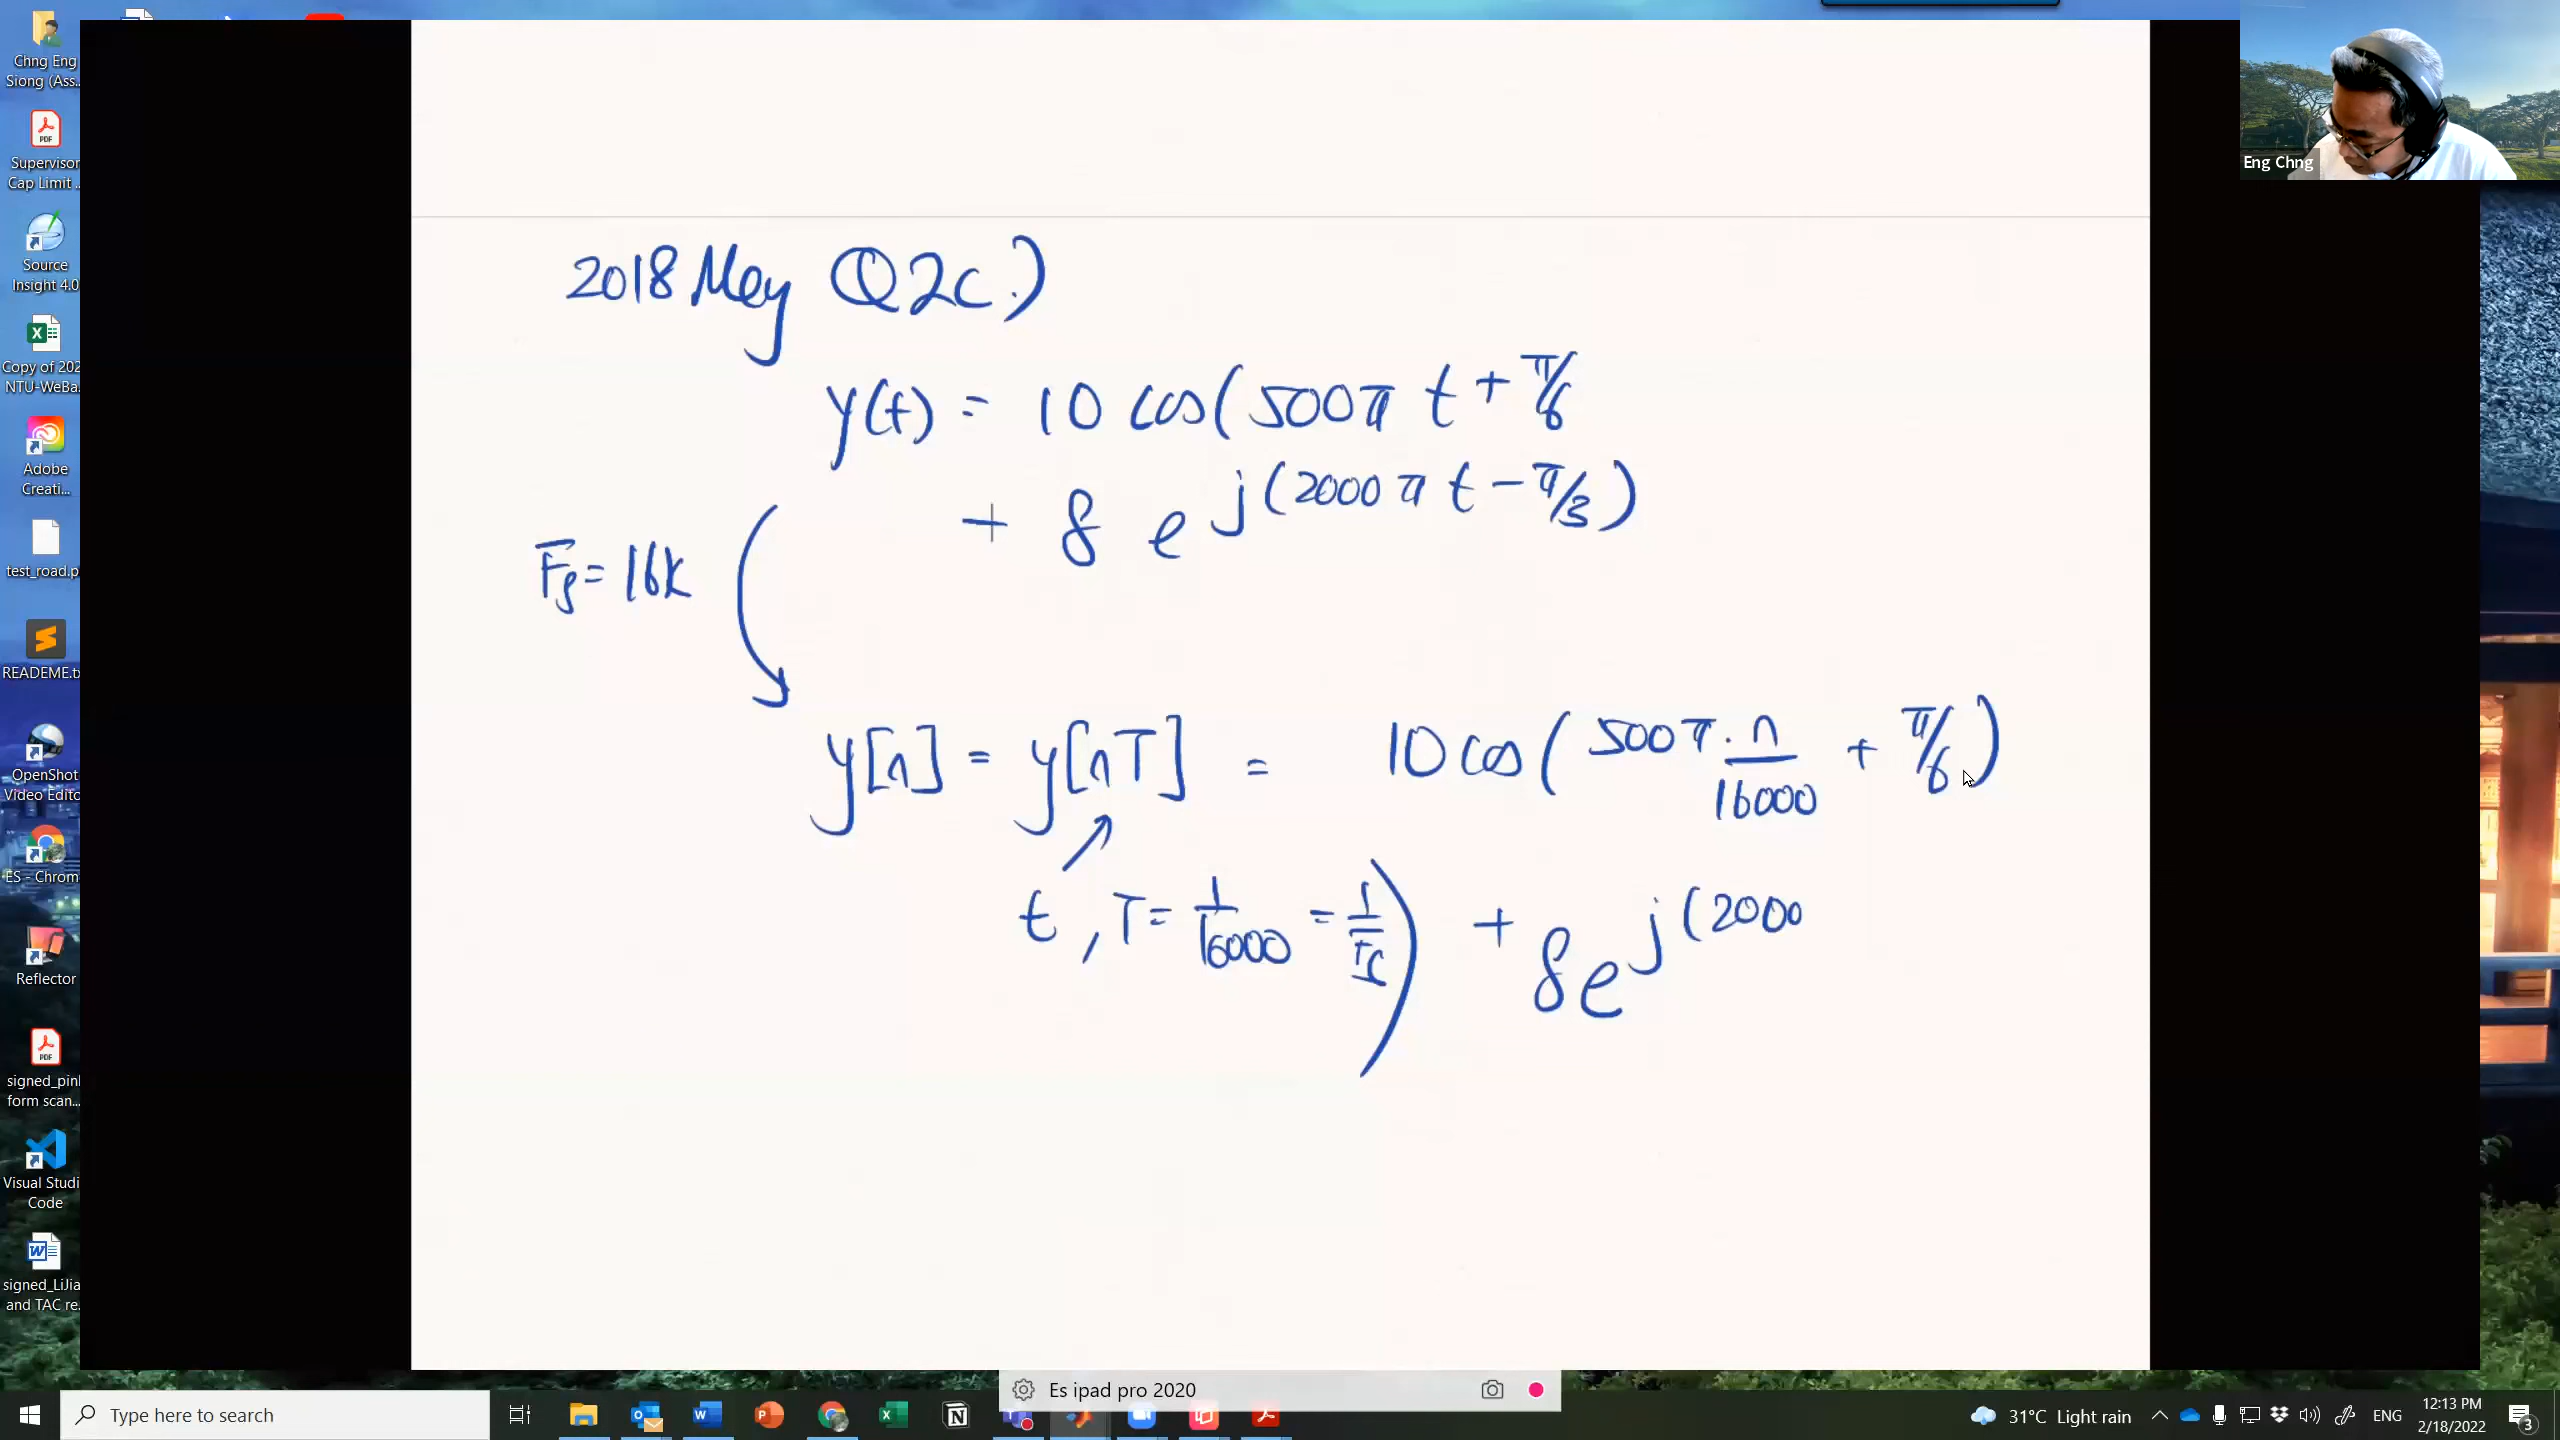 Chng Eng
Siong (Ass...
Supervisor
Cap Limit ...
Source
Insight 4.0
Copy of 202
NTU-WeBa...
Adobe
Creati...
test_road.p
READEME.tx
OpenShot
Video Edito
ES - Chrom
Reflector
signed_pinl
form scan...
Visual Studi
Code
signed_LiJia
and TAC re...
Eng Chng
2018 May Q2c.)
y(t) = 10 cos(500π t + π/6
+ 8 e^j(2000 π t − π/3)
Fs = 16k
y[n] = y[nT] = 10 cos( 500 π . n/16000 + π/6 )
t , T = 1/16000 = 1/Fs ) + 8e^j(2000
Es ipad pro 2020
Type here to search
31°C Light rain
ENG
12:13 PM
2/18/2022
3